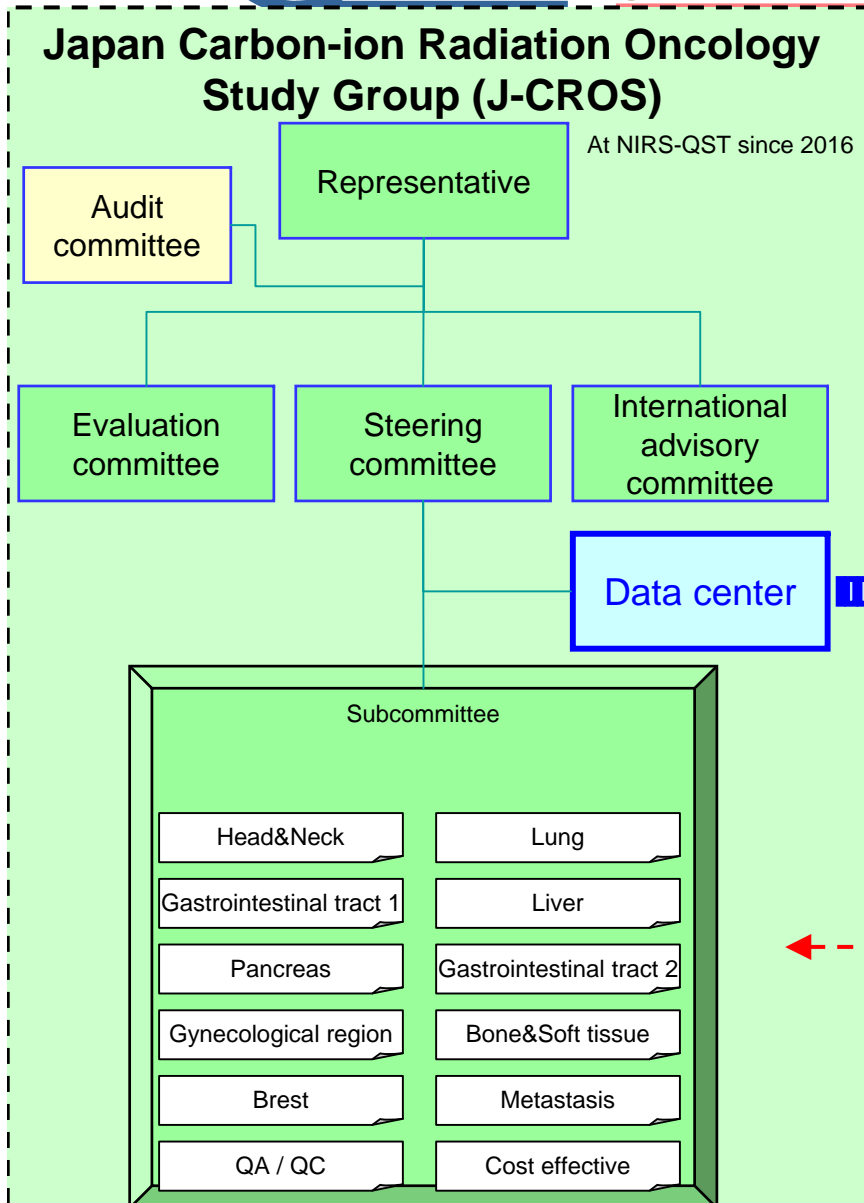 Japan Carbon-ion Radiation Oncology
Study Group (J-CROS)
At NIRS-QST since 2016
Representative
Audit
committee
Evaluation
committee
Steering
committee
International
advisory
committee
Data center
Subcommittee
Head&Neck
Lung
Gastrointestinal tract 1
Liver
Pancreas
Gastrointestinal tract 2
Gynecological region
Bone&Soft tissue
Brest
Metastasis
QA / QC
Cost effective